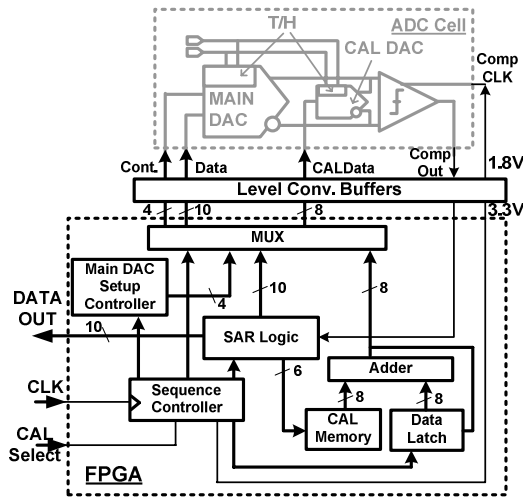 T/H
ADC Cell
CAL DAC
Comp
CLK
MAIN
DAC
Cont.
Data
CALData
Comp
Out
1.8V
Level Conv. Buffers
4
10
8
3.3V
MUX
Main DAC
Setup
Controller
4
10
8
DATA
OUT
10
SAR Logic
6
Adder
CLK
Sequence
Controller
8
8
CAL
Memory
Data
Latch
CAL
Select
FPGA